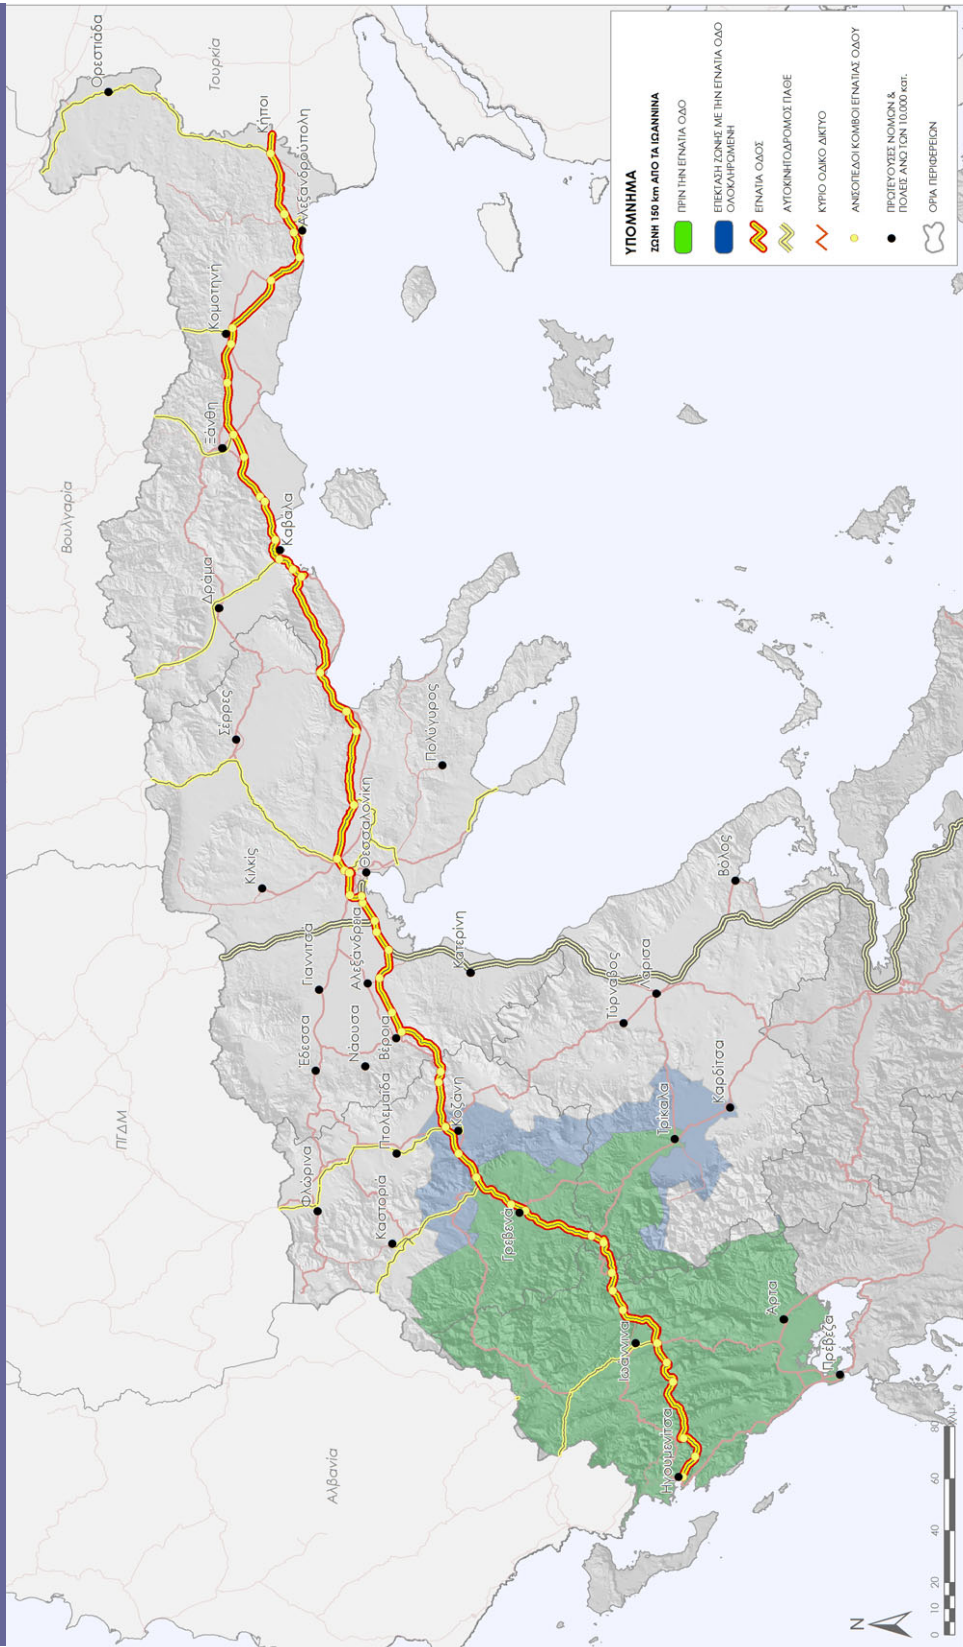 Ορεστιάδα
Τουρκία
Κήποι
Αλεξανδρούπολη
Κομοτηνή
Ξάνθη
Βουλγαρία
Καβάλα
Δράμα
Σέρρες
Πολύγυρος
Κιλκίς
Θεσσαλονίκη
Γιαννιτσά
Αλεξάνδρεια
Κατερίνη
Έδεσσα
Νάουσα
Βέροια
ΠΓΔΜ
Πτολεμαΐδα
Κοζάνη
Φλώρινα
Καστοριά
Γρεβενά
Βόλος
Λάρισα
Τύρναβος
Καρδίτσα
Τρίκαλα
Ιωάννινα
Άρτα
Πρέβεζα
Ηγουμενίτσα
Αλβανία
ΥΠΟΜΝΗΜΑ
ΖΩΝΗ 150 km ΑΠΟ ΤΑ ΙΩΑΝΝΙΝΑ
ΠΡΙΝ ΤΗΝ ΕΓΝΑΤΙΑ ΟΔΟ
ΕΠΕΚΤΑΣΗ ΖΩΝΗΣ ΜΕ ΤΗΝ ΕΓΝΑΤΙΑ ΟΔΟ
ΟΛΟΚΛΗΡΩΜΕΝΗ
ΕΓΝΑΤΙΑ ΟΔΟΣ
ΑΥΤΟΚΙΝΗΤΟΔΡΟΜΟΣ ΠΑΘΕ
ΚΥΡΙΟ ΟΔΙΚΟ ΔΙΚΤΥΟ
ΑΝΙΣΟΠΕΔΟΙ ΚΟΜΒΟΙ ΕΓΝΑΤΙΑΣ ΟΔΟΥ
ΠΡΩΤΕΥΟΥΣΕΣ ΝΟΜΩΝ &
ΠΟΛΕΙΣ ΑΝΩ ΤΩΝ 10.000 κατ.
ΟΡΙΑ ΠΕΡΙΦΕΡΕΙΩΝ
N
0 10 20 40 60 80